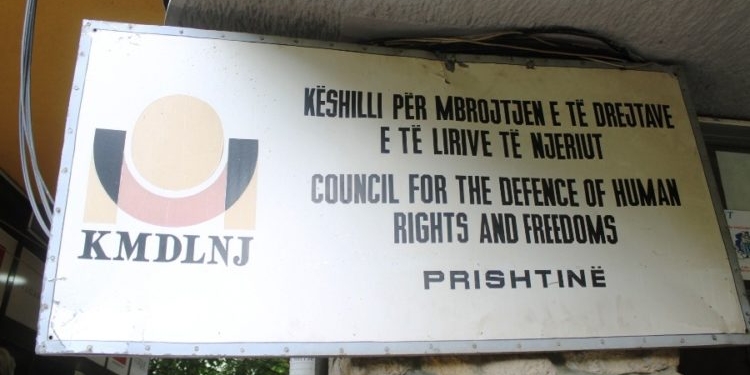 KËSHILLI PËR MBROJTJEN E TË DREJTAVE
E TË LIRIVE TË NJERIUT
COUNCIL FOR THE DEFENCE OF HUMAN
RIGHTS AND FREEDOMS
PRISHTINË
KMDLNJ